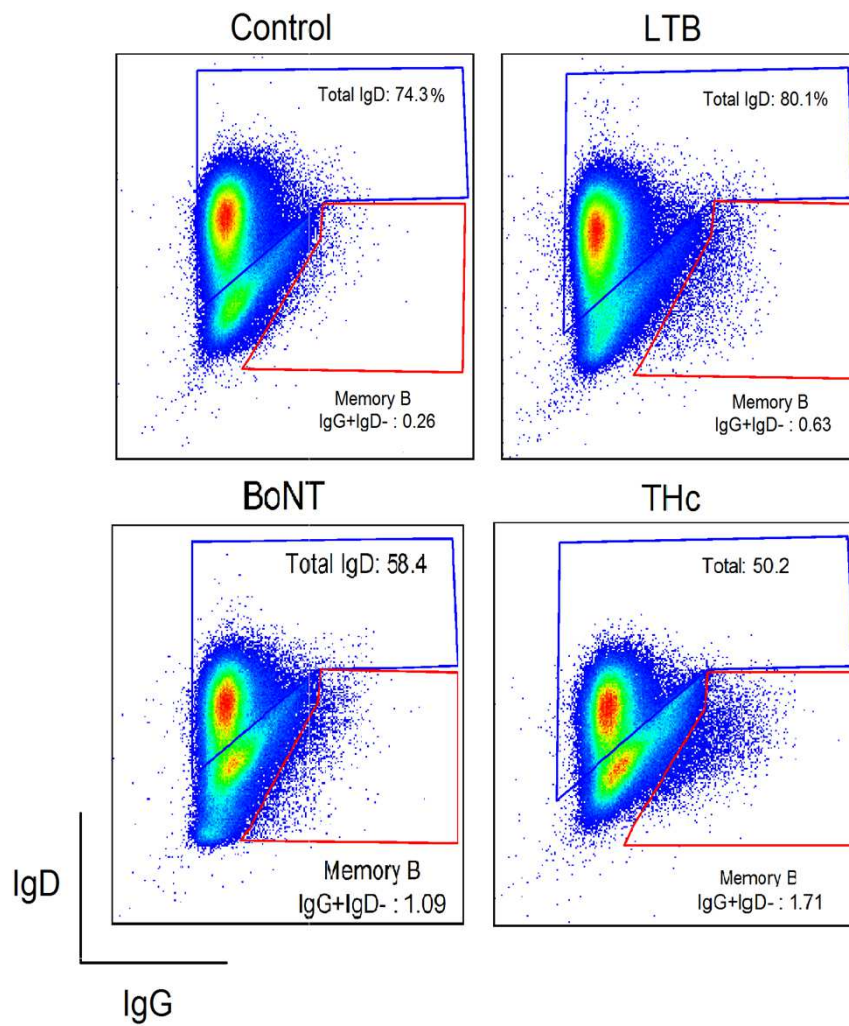 Control
LTB
Total IgD: 74.3%
Total IgD: 80.1%
Memory B
IgG+IgD- : 0.26
Memory B
IgG+IgD- : 0.63
BoNT
THc
Total IgD: 58.4
Total: 50.2
Memory B
IgG+IgD- : 1.09
Memory B
IgG+IgD- : 1.71
IgD
IgG